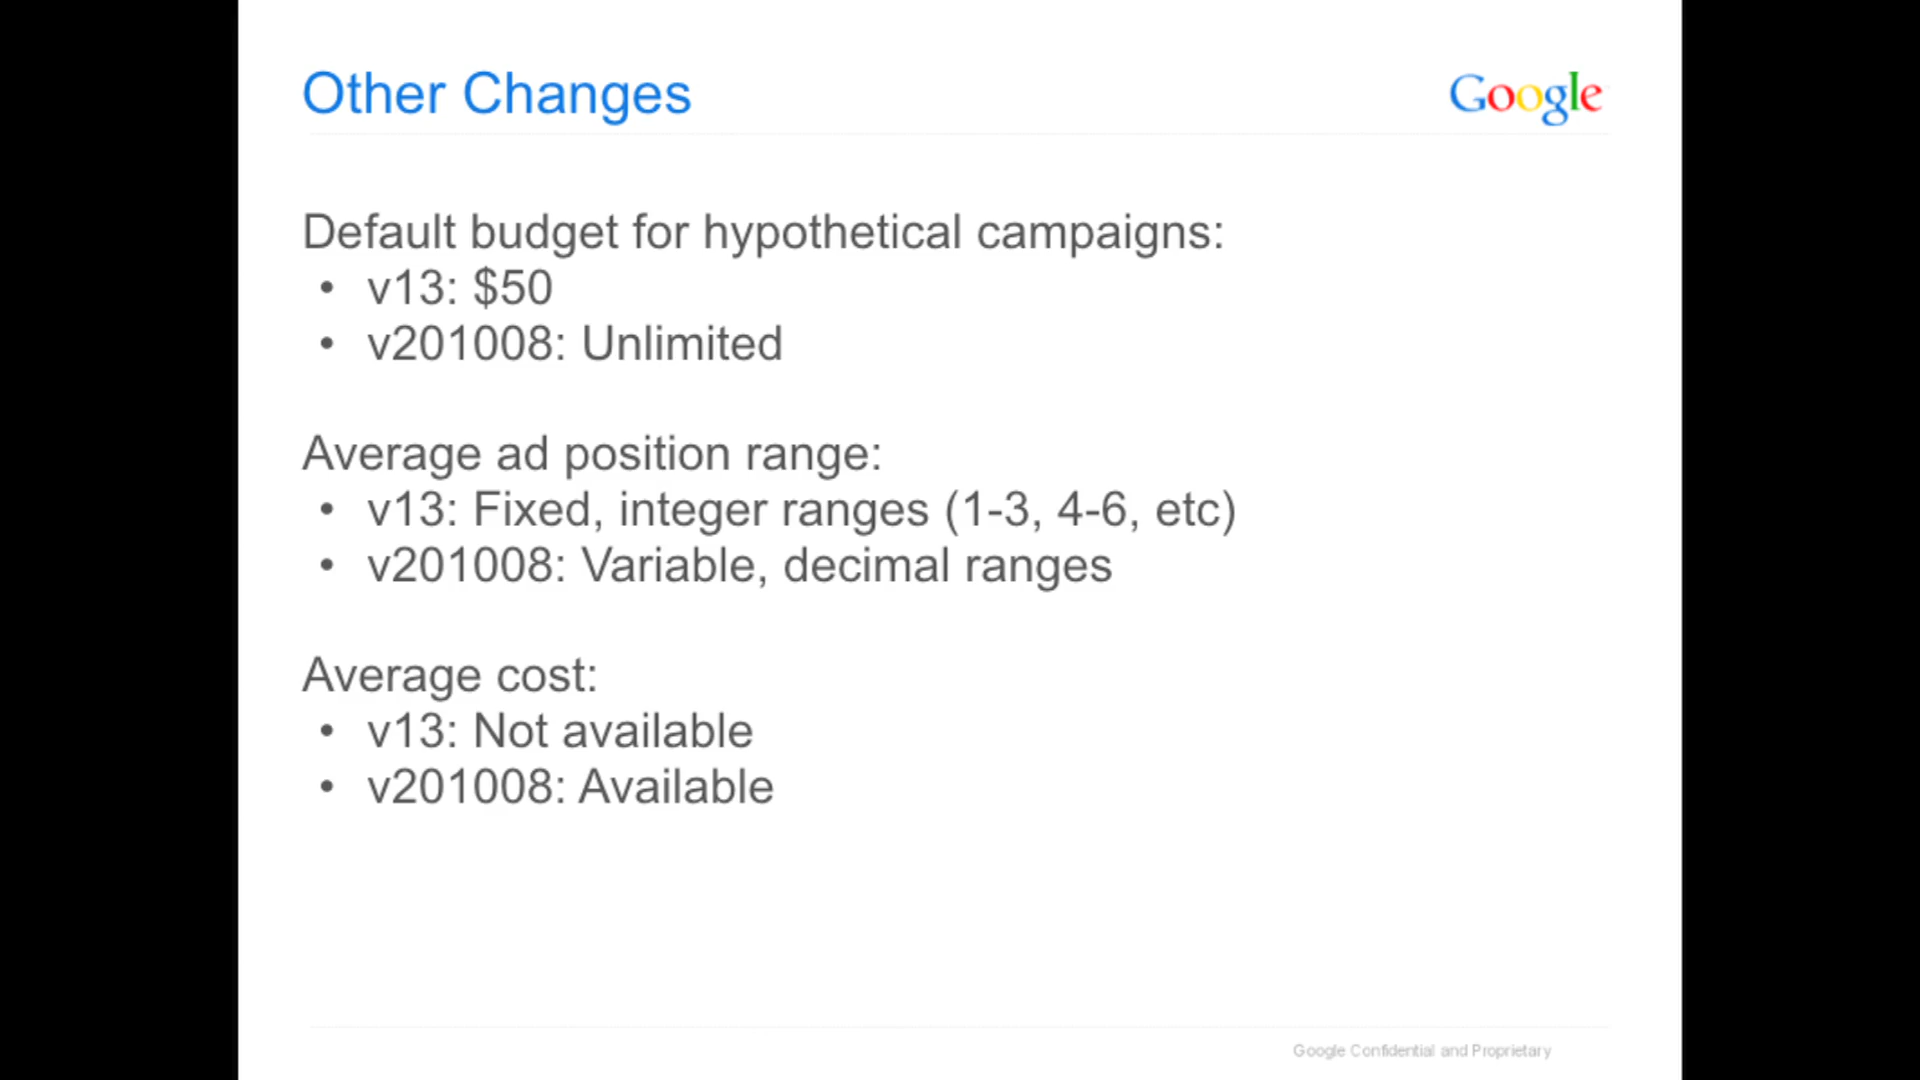 Other Changes
Google
Default budget for hypothetical campaigns:
• v13: $50
• v201008: Unlimited
Average ad position range:
• v13: Fixed, integer ranges (1-3, 4-6, etc)
• v201008: Variable, decimal ranges
Average cost:
• v13: Not available
• v201008: Available
Google Confidential and Proprietary